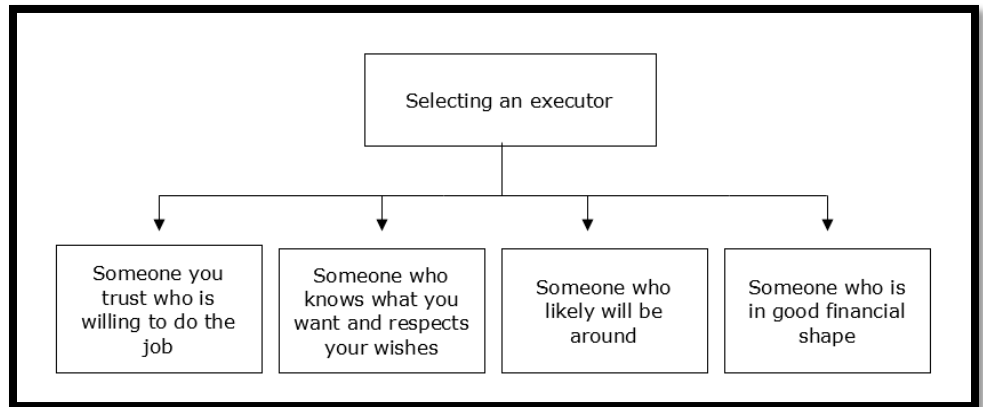 Selecting an executor
Someone you
trust who is
willing to do the
job
Someone who
knows what you
want and respects
your wishes
Someone who
likely will be
around
Someone who is
in good financial
shape